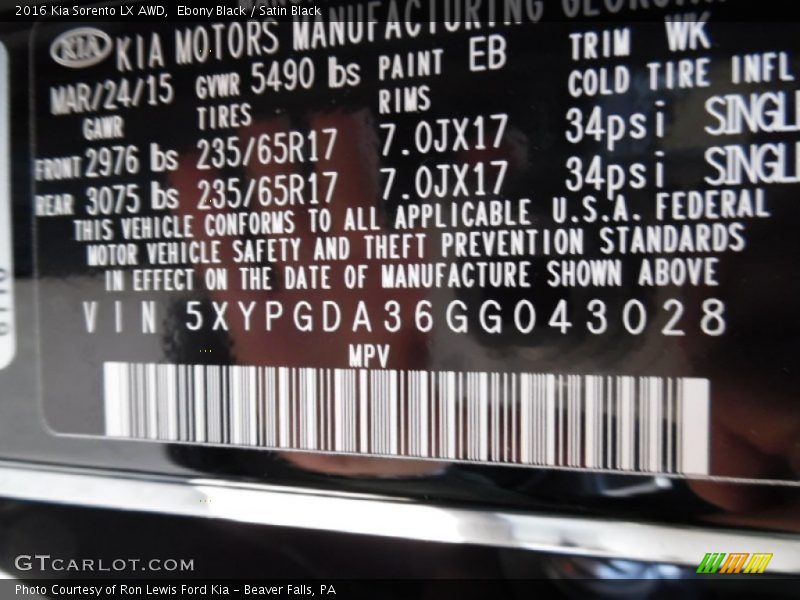 2016 Kia Sorento LX AWD,  Ebony Black / Satin Black
KIA KIA MOTORS MANUFACTURING GEORGIA
MAR/24/15 GVWR 5490 lbs PAINT EB TRIM WK
GAWR TIRES RIMS COLD TIRE INFL
FRONT 2976 lbs 235/65R17 7.0JX17 34psi SINGLE
REAR 3075 lbs 235/65R17 7.0JX17 34psi SINGLE
THIS VEHICLE CONFORMS TO ALL APPLICABLE U.S.A. FEDERAL
MOTOR VEHICLE SAFETY AND THEFT PREVENTION STANDARDS
IN EFFECT ON THE DATE OF MANUFACTURE SHOWN ABOVE
VIN 5XYPGDA36GG043028
MPV
GTCARLOT.COM
Photo Courtesy of Ron Lewis Ford Kia - Beaver Falls, PA